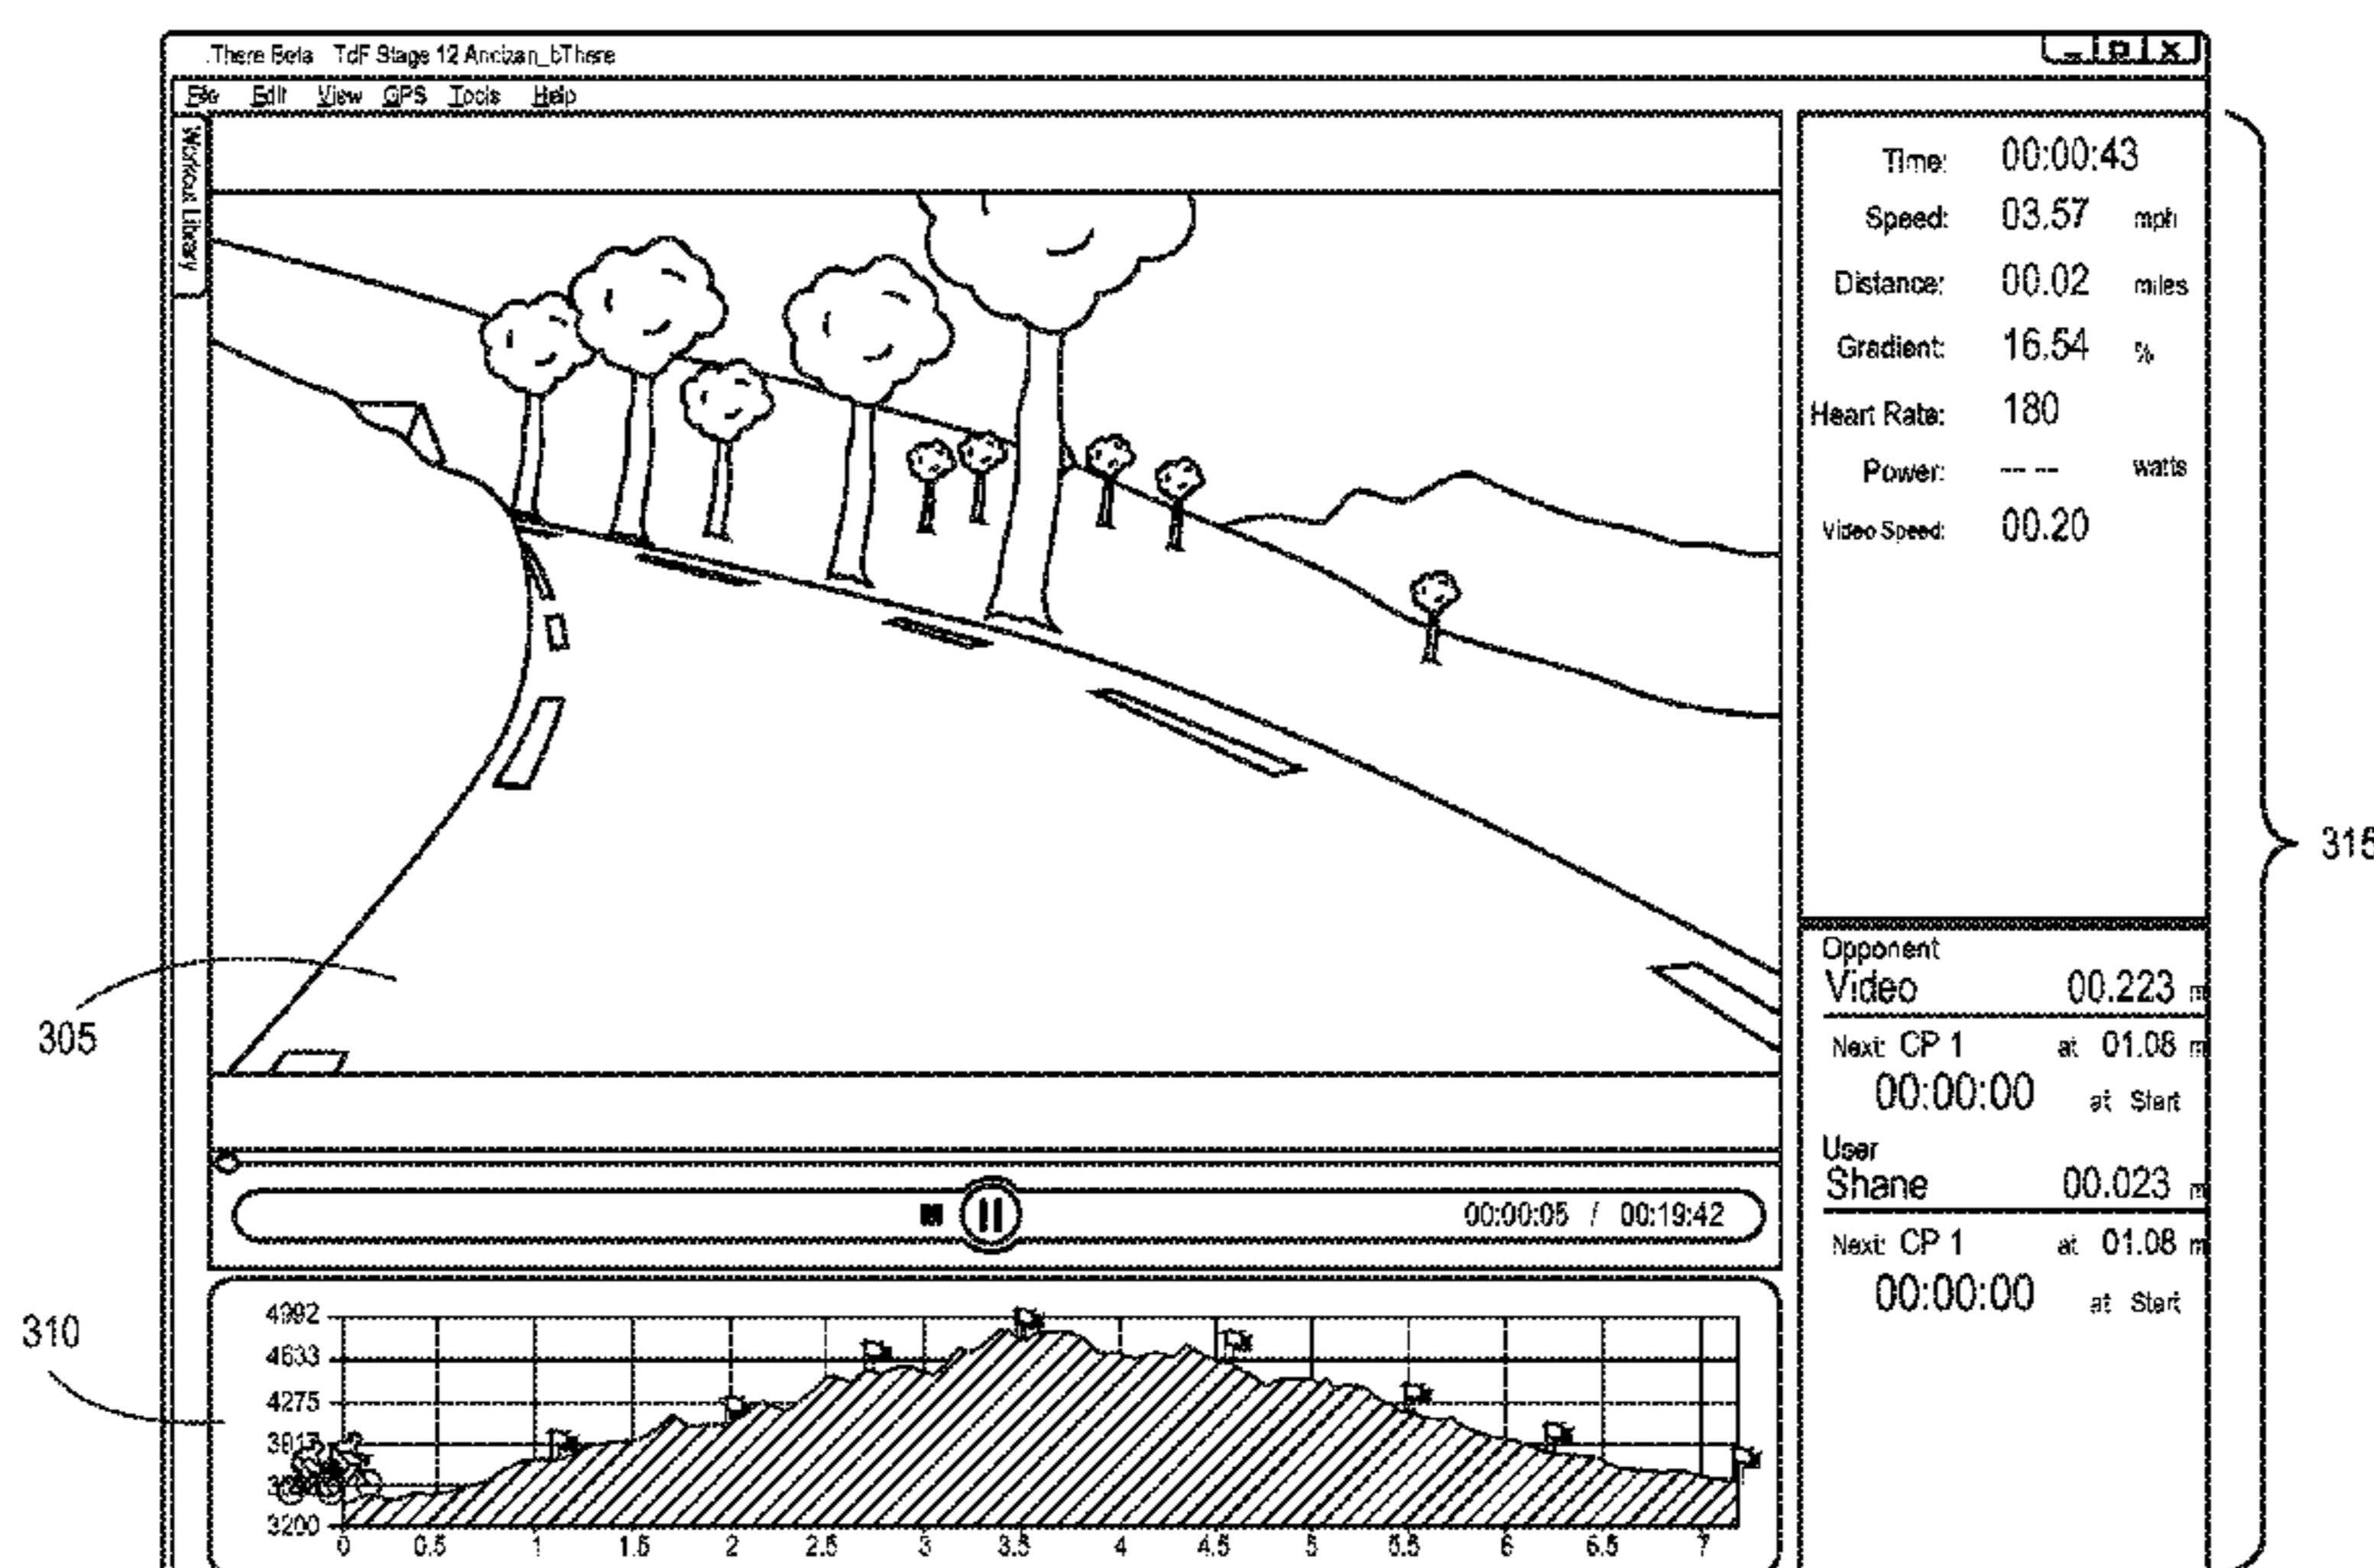 .There Beta TdF Stage 12 Ancizan_bThere
File Edit View GPS Tools Help
Workout Library
Time: 00:00:43
Speed: 03.57 mph
Distance: 00.02 miles
Gradient: 16.54 %
Heart Rate: 180
Power: -- -- watts
Video Speed: 00.20
315
305
Opponent
Video 00.223 m
Next: CP 1 at 01.08 m
00:00:00 at Start
User
Shane 00.023 m
Next: CP 1 at 01.08 m
00:00:00 at Start
00:00:05 / 00:19:42
310
4992
4633
4275
3917
3200
0 0.5 1 1.5 2 2.5 3 3.5 4 4.5 5 5.5 6 6.5 7